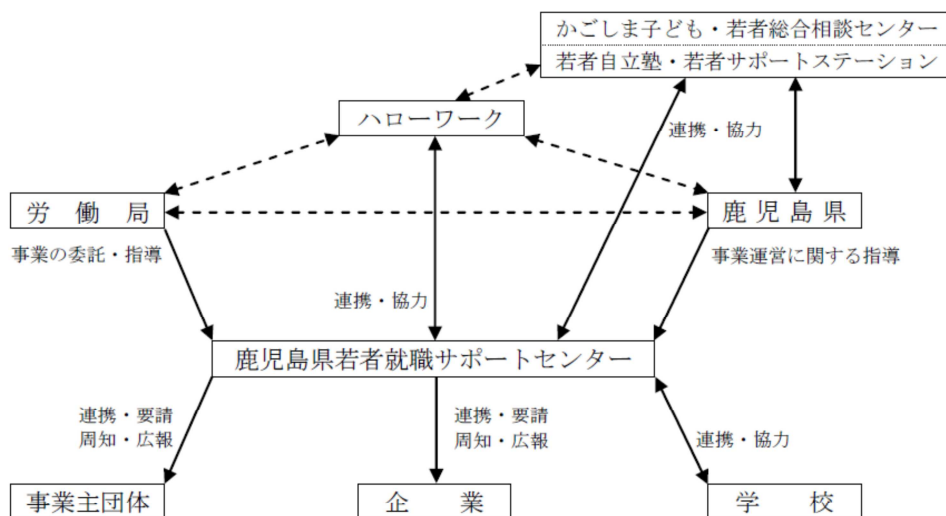 かごしま子ども・若者総合相談センター
若者自立塾・若者サポートステーション
ハローワーク
連携・協力
労働局
鹿児島県
事業の委託・指導
事業運営に関する指導
連携・協力
鹿児島県若者就職サポートセンター
連携・要請
周知・広報
連携・要請
周知・広報
連携・協力
事業主団体
企業
学校